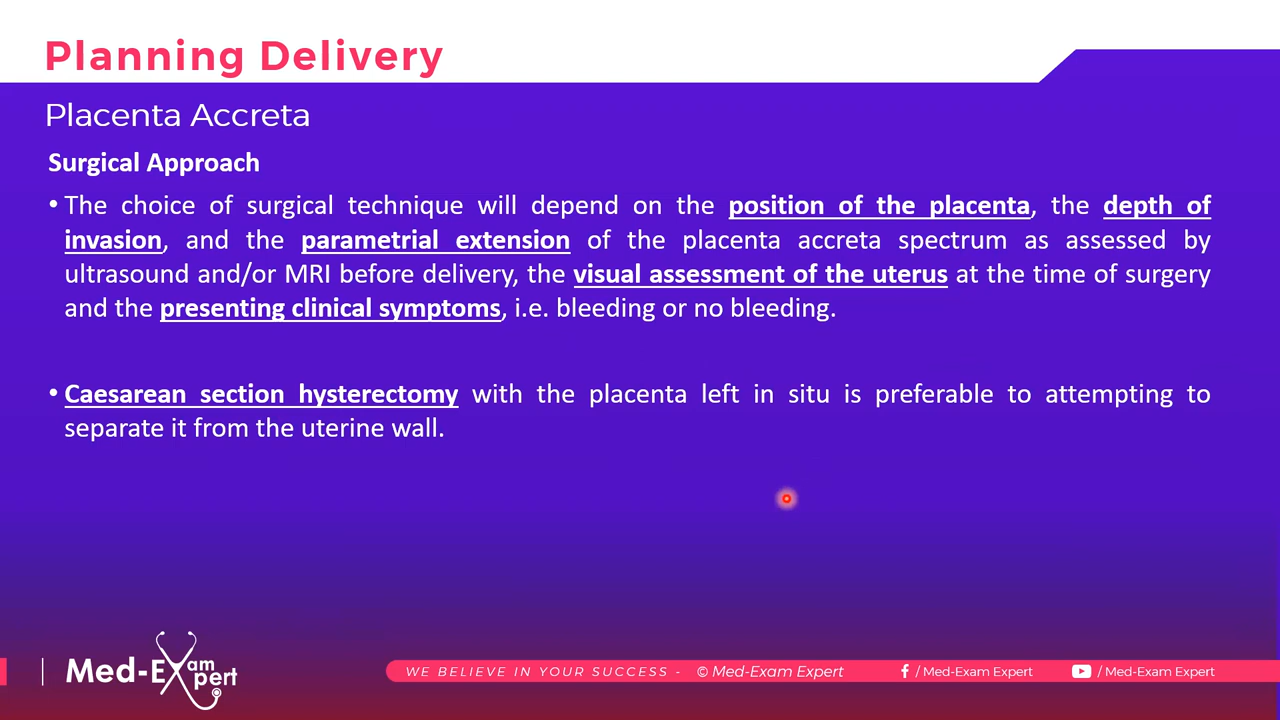 Planning Delivery
Placenta Accreta
Surgical Approach
• The choice of surgical technique will depend on the position of the placenta, the depth of
invasion, and the parametrial extension of the placenta accreta spectrum as assessed by
ultrasound and/or MRI before delivery, the visual assessment of the uterus at the time of surgery
and the presenting clinical symptoms, i.e. bleeding or no bleeding.
• Caesarean section hysterectomy with the placenta left in situ is preferable to attempting to
separate it from the uterine wall.
Med-Exam Expert
WE BELIEVE IN YOUR SUCCESS - © Med-Exam Expert / Med-Exam Expert / Med-Exam Expert